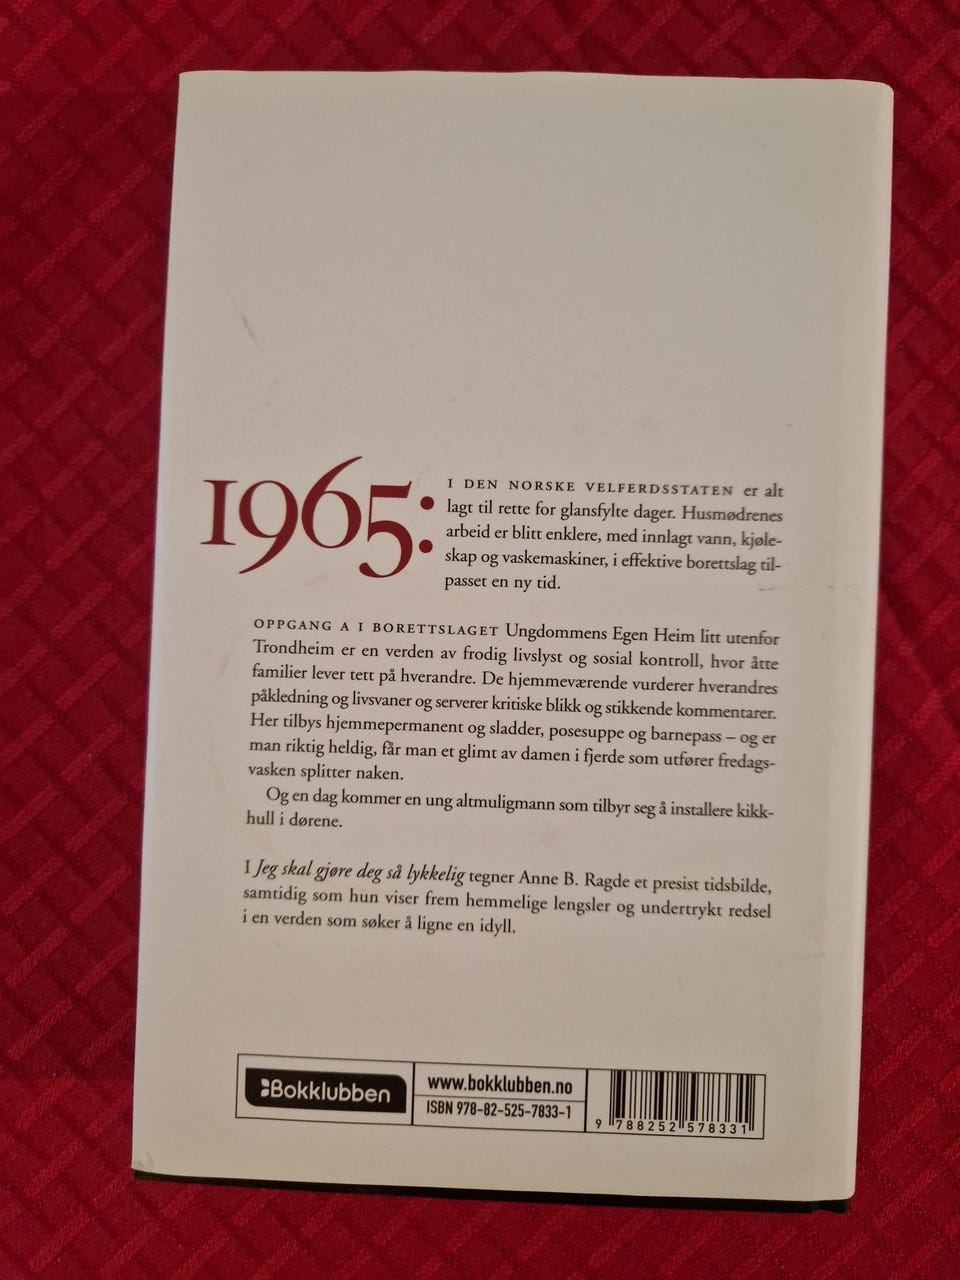 1965:
I DEN NORSKE VELFERDSSTATEN er alt
lagt til rette for glansfylte dager. Husmødrenes
arbeid er blitt enklere, med innlagt vann, kjøle-
skap og vaskemaskiner, i effektive borettslag til-
passet en ny tid.
OPPGANG A I BORETTSLAGET Ungdommens Egen Heim litt utenfor
Trondheim er en verden av frodig livslyst og sosial kontroll, hvor åtte
familier lever tett på hverandre. De hjemmeværende vurderer hverandres
påkledning og livsvaner og serverer kritiske blikk og stikkende kommentarer.
Her tilbys hjemmepermanent og sladder, posesuppe og barnepass – og er
man riktig heldig, får man et glimt av damen i fjerde som utfører fredags-
vasken splitter naken.
Og en dag kommer en ung altmuligmann som tilbyr seg å installere kikk-
hull i dørene.
I Jeg skal gjøre deg så lykkelig tegner Anne B. Ragde et presist tidsbilde,
samtidig som hun viser frem hemmelige lengsler og undertrykt redsel
i en verden som søker å ligne en idyll.
Bokklubben
www.bokklubben.no
ISBN 978-82-525-7833-1
9 788252 578331